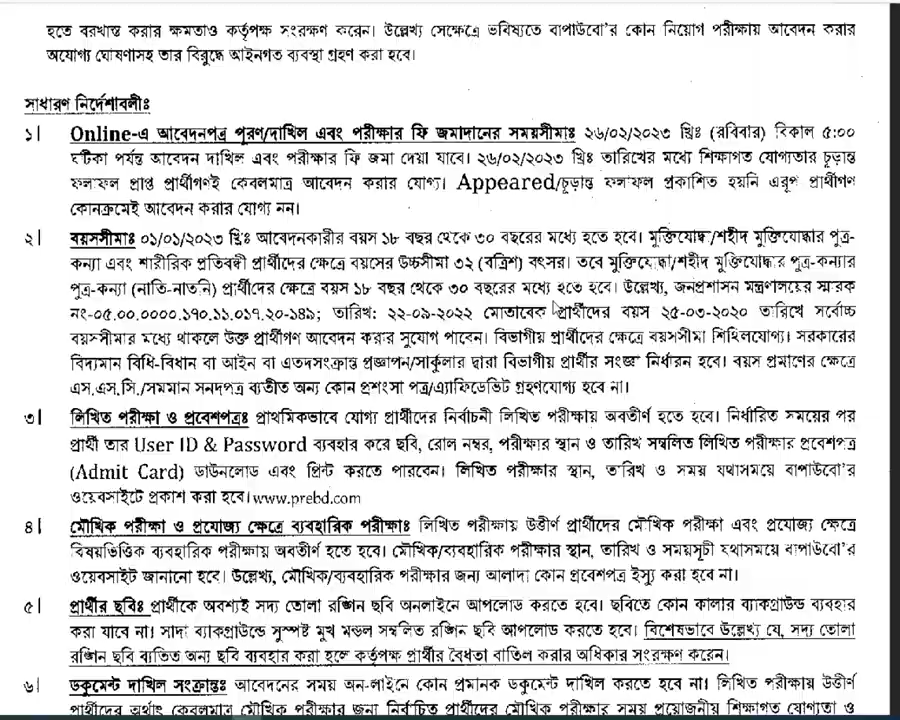 হতে বরখাস্ত করার ক্ষমতাও কর্তৃপক্ষ সংরক্ষণ করেন। উল্লেখ্য সেক্ষেত্রে ভবিষ্যতে বাপাউবো'র কোন নিয়োগ পরীক্ষায় আবেদন করার
অযোগ্য ঘোষণাসহ তার বিরুদ্ধে আইনগত ব্যবস্থা গ্রহণ করা হবে।
সাধারণ নির্দেশাবলীঃ
১। Online-এ আবেদনপত্র পূরণ/দাখিল এবং পরীক্ষার ফি জমাদানের সময়সীমাঃ ২৬/০২/২০২৩ খ্রিঃ (রবিবার) বিকাল ৫:০০
ঘটিকা পর্যন্ত আবেদন দাখিল এবং পরীক্ষার ফি জমা দেয়া যাবে। ২৬/০২/২০২৩ খ্রিঃ তারিখের মধ্যে শিক্ষাগত যোগ্যতার চূড়ান্ত
ফলাফল প্রাপ্ত প্রার্থীগণই কেবলমাত্র আবেদন করার যোগ্য। Appeared/চূড়ান্ত ফলাফল প্রকাশিত হয়নি এরূপ প্রার্থীগণ
কোনক্রমেই আবেদন করার যোগ্য নন।
২। বয়সসীমাঃ ০১/০১/২০২৩ খ্রিঃ আবেদনকারীর বয়স ১৮ বছর থেকে ৩০ বছরের মধ্যে হতে হবে। মুক্তিযোদ্ধা/শহীদ মুক্তিযোদ্ধার পুত্র-
কন্যা এবং শারীরিক প্রতিবন্ধী প্রার্থীদের ক্ষেত্রে বয়সের উচ্চসীমা ৩২ (বত্রিশ) বৎসর। তবে মুক্তিযোদ্ধা/শহীদ মুক্তিযোদ্ধার পুত্র-কন্যার
পুত্র-কন্যা (নাতি-নাতনি) প্রার্থীদের ক্ষেত্রে বয়স ১৮ বছর থেকে ৩০ বছরের মধ্যে হতে হবে। উল্লেখ্য, জনপ্রশাসন মন্ত্রণালয়ের স্মারক
নং-০৫.০০.০০০০.১৭০.১১.০১৭.২০-১৪৯; তারিখ: ২২-০৯-২০২২ মোতাবেক প্রার্থীদের বয়স ২৫-০৩-২০২০ তারিখে সর্বোচ্চ
বয়সসীমার মধ্যে থাকলে উক্ত প্রার্থীগণ আবেদন করার সুযোগ পাবেন। বিভাগীয় প্রার্থীদের ক্ষেত্রে বয়সসীমা শিথিলযোগ্য। সরকারের
বিদ্যমান বিধি-বিধান বা আইন বা এতদসংক্রান্ত প্রজ্ঞাপন/সার্কুলার দ্বারা বিভাগীয় প্রার্থীর সংজ্ঞা নির্ধারন হবে। বয়স প্রমাণের ক্ষেত্রে
এস.এস.সি./সমমান সনদপত্র ব্যতীত অন্য কোন প্রশংসা পত্র/এ্যাফিডেভিট গ্রহণযোগ্য হবে না।
৩। লিখিত পরীক্ষা ও প্রবেশপত্রঃ প্রাথমিকভাবে যোগ্য প্রার্থীদের নির্বাচনী লিখিত পরীক্ষায় অবতীর্ণ হতে হবে। নির্ধারিত সময়ের পর
প্রার্থী তার User ID & Password ব্যবহার করে ছবি, রোল নম্বর, পরীক্ষার স্থান ও তারিখ সম্বলিত লিখিত পরীক্ষার প্রবেশপত্র
(Admit Card) ডাউনলোড এবং প্রিন্ট করতে পারবেন। লিখিত পরীক্ষার স্থান, তারিখ ও সময় যথাসময়ে বাপাউবো'র
ওয়েবসাইটে প্রকাশ করা হবে। www.prebd.com
৪। মৌখিক পরীক্ষা ও প্রযোজ্য ক্ষেত্রে ব্যবহারিক পরীক্ষাঃ লিখিত পরীক্ষায় উত্তীর্ণ প্রার্থীদের মৌখিক পরীক্ষা এবং প্রযোজ্য ক্ষেত্রে
বিষয়ভিত্তিক ব্যবহারিক পরীক্ষায় অবতীর্ণ হতে হবে। মৌখিক/ব্যবহারিক পরীক্ষার স্থান, তারিখ ও সময়সূচী যথাসময়ে বাপাউবো'র
ওয়েবসাইট জানানো হবে। উল্লেখ্য, মৌখিক/ব্যবহারিক পরীক্ষার জন্য আলাদা কোন প্রবেশপত্র ইস্যু করা হবে না।
৫। প্রার্থীর ছবিঃ প্রার্থীকে অবশ্যই সদ্য তোলা রঙ্গিন ছবি অনলাইনে আপলোড করতে হবে। ছবিতে কোন কালার ব্যাকগ্রাউন্ড ব্যবহার
করা যাবে না। সাদা ব্যাকগ্রাউন্ডে সুস্পষ্ট মুখ মন্ডল সম্বলিত রঙ্গিন ছবি আপলোড করতে হবে। বিশেষভাবে উল্লেখ্য যে, সদ্য তোলা
রঙ্গিন ছবি ব্যতিত অন্য ছবি ব্যবহার করা হলে কর্তৃপক্ষ প্রার্থীর বৈধতা বাতিল করার অধিকার সংরক্ষণ করেন।
৬। ডকুমেন্ট দাখিল সংক্রান্তঃ আবেদনের সময় অন-লাইনে কোন প্রমানক ডকুমেন্ট দাখিল করতে হবে না। লিখিত পরীক্ষায় উত্তীর্ণ
প্রার্থীদের অর্থাৎ কেবলমাত্র মৌখিক পরীক্ষার জন্য নির্বাচিত প্রার্থীদের মৌখিক পরীক্ষার সময় প্রয়োজনীয় শিক্ষাগত যোগ্যতা ও